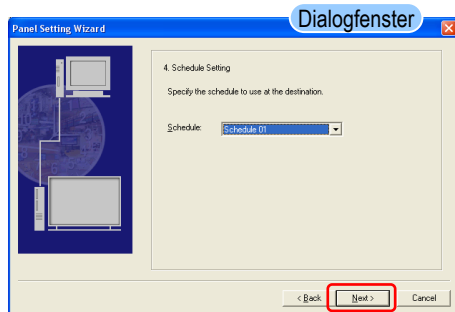 Dialogfenster
Panel Setting Wizard
4. Schedule Setting
Specify the schedule to use at the destination.
Schedule: Schedule 01
< Back Next > Cancel